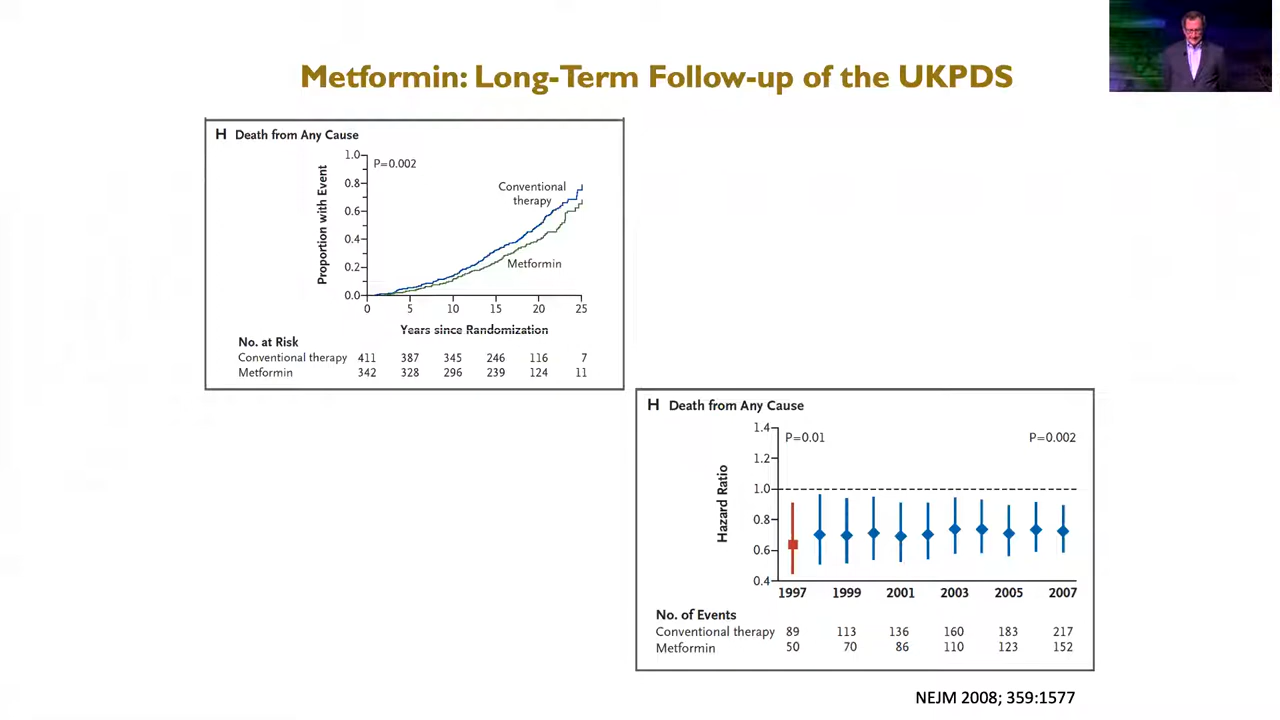 Metformin: Long-Term Follow-up of the UKPDS
H Death from Any Cause
P=0.002
Proportion with Event
1.0
0.8
0.6
0.4
0.2
0.0
Conventional
therapy
Metformin
0 5 10 15 20 25
Years since Randomization
No. at Risk
Conventional therapy 411 387 345 246 116 7
Metformin 342 328 296 239 124 11
H Death from Any Cause
P=0.01 P=0.002
Hazard Ratio
1.4
1.2
1.0
0.8
0.6
0.4
1997 1999 2001 2003 2005 2007
No. of Events
Conventional therapy 89 113 136 160 183 217
Metformin 50 70 86 110 123 152
NEJM 2008; 359:1577